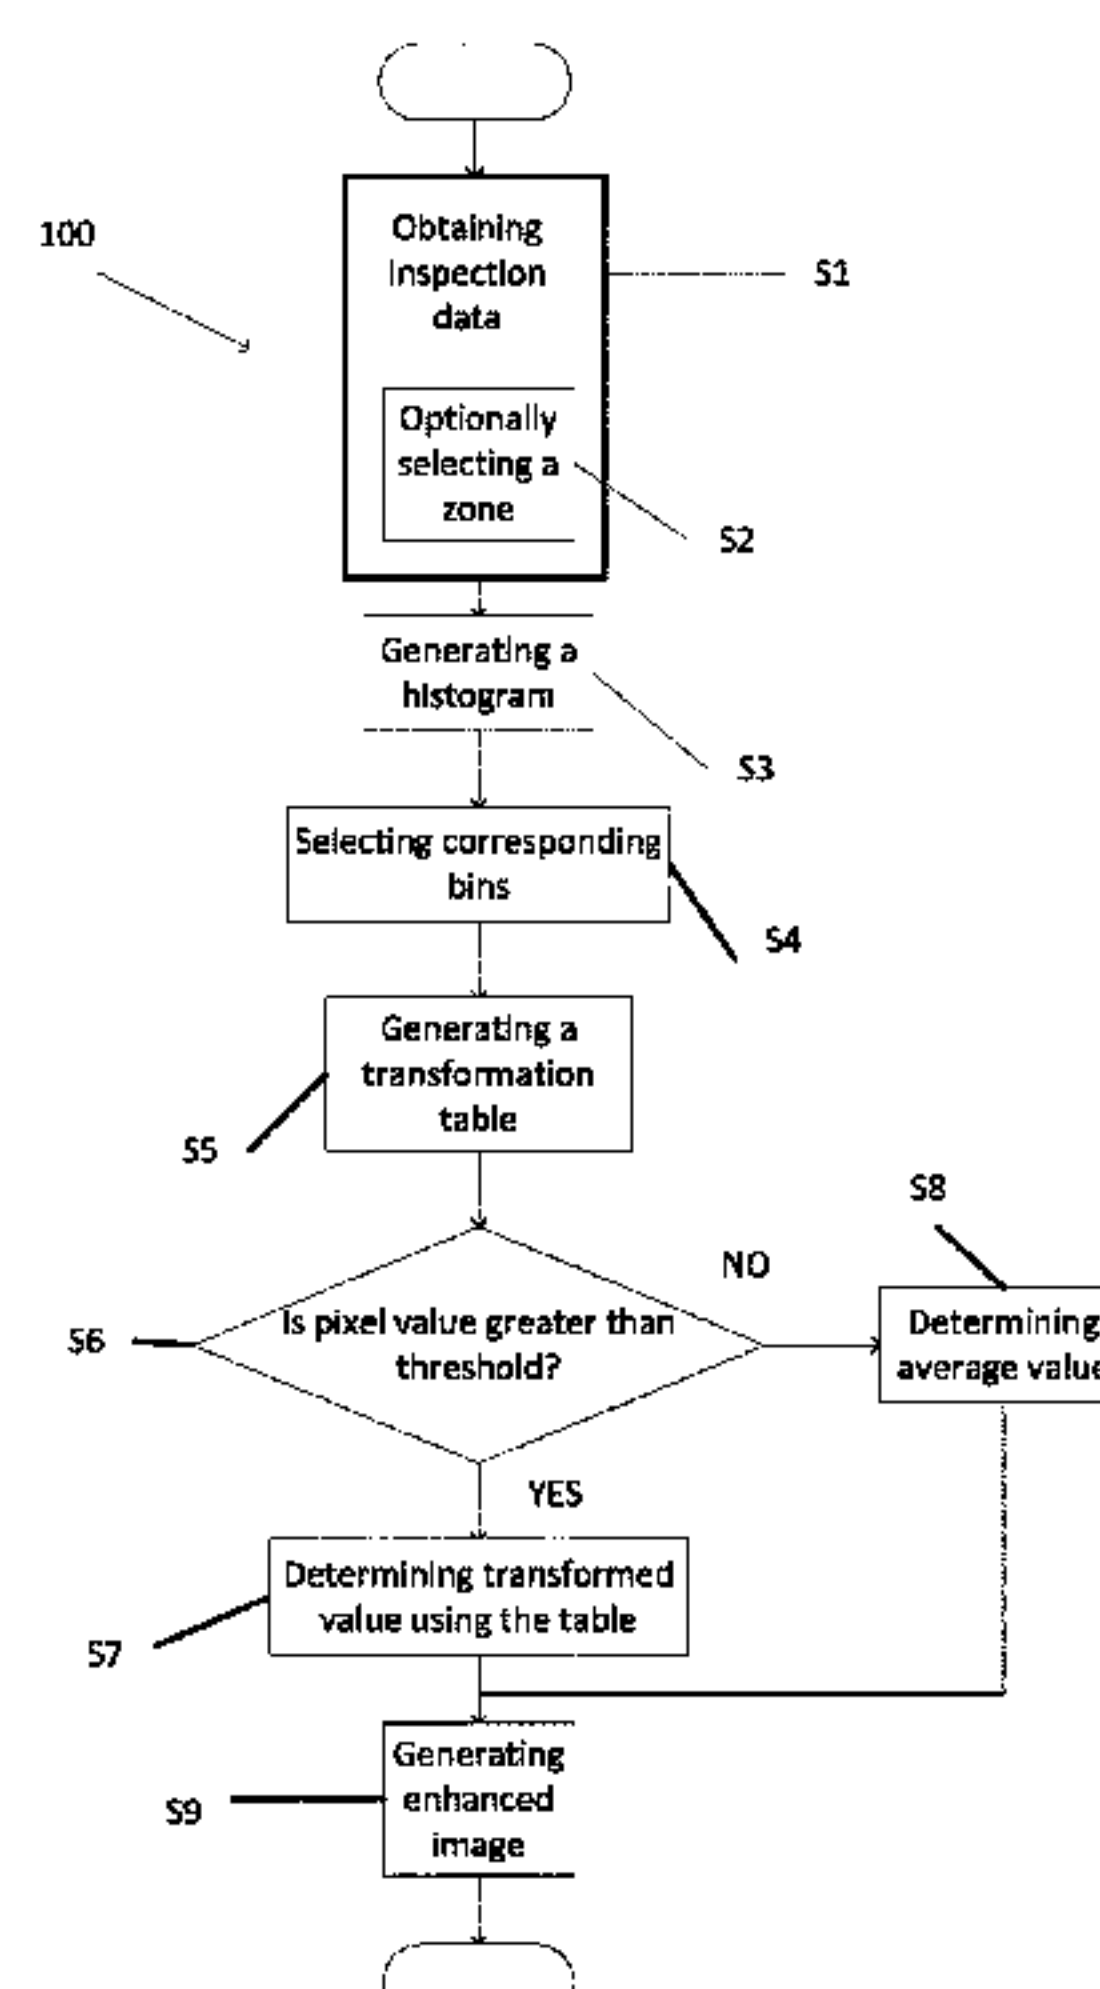 100
Obtaining
inspection
data
S1
Optionally
selecting a
zone
S2
Generating a
histogram
S3
Selecting corresponding
bins
S4
Generating a
transformation
table
S5
S8
NO
Is pixel value greater than
threshold?
S6
Determining
average value
YES
Determining transformed
value using the table
S7
Generating
enhanced
image
S9